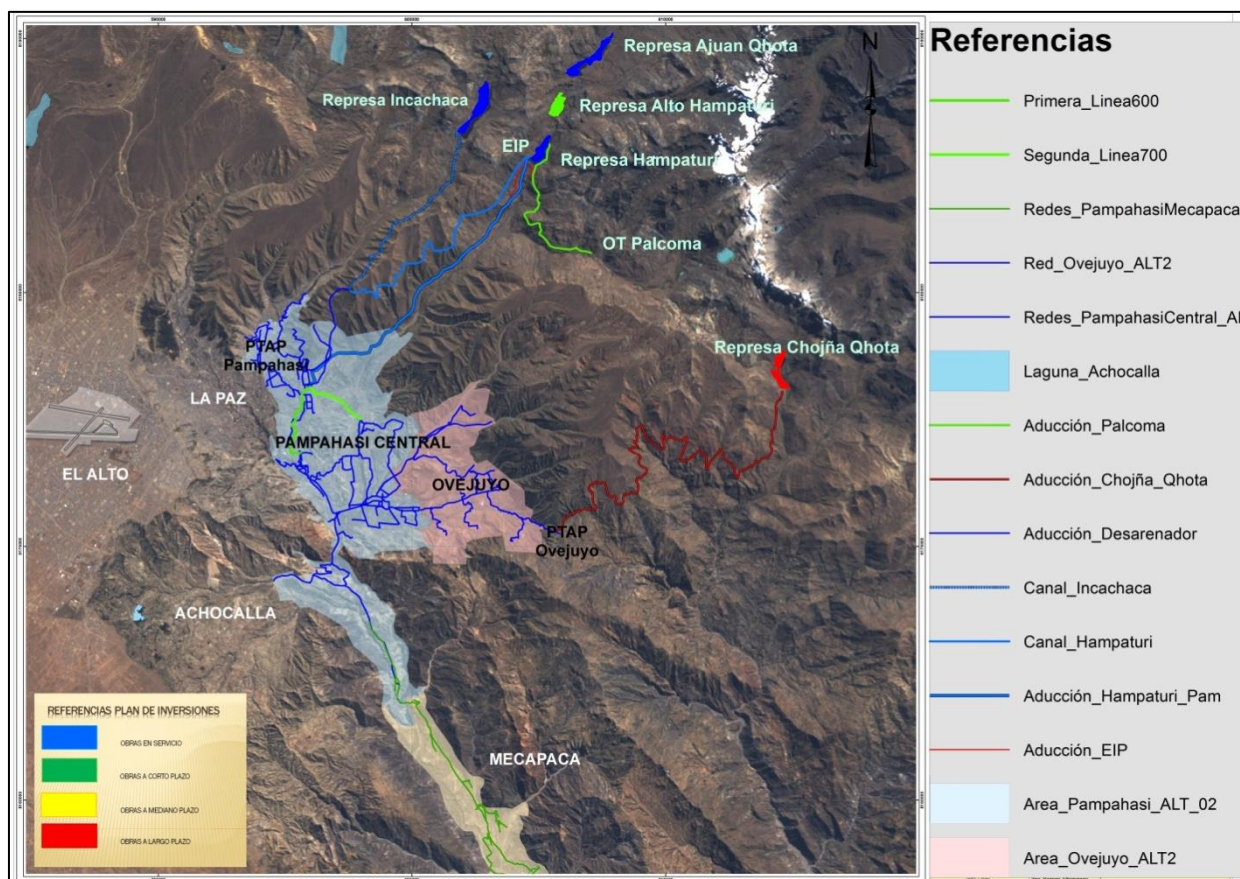 Referencias
Primera_Linea600
Segunda_Linea700
Redes_PampahasiMecapaca
Red_Ovejuyo_ALT2
Redes_PampahasiCentral_Al
Laguna_Achocalla
Aducción_Palcoma
Aducción_Chojña_Qhota
Aducción_Desarenador
Canal_Incachaca
Canal_Hampaturi
Aducción_Hampaturi_Pam
Aducción_EIP
Area_Pampahasi_ALT_02
Area_Ovejuyo_ALT2
N
Represa Ajuan Qhota
Represa Incachaca
Represa Alto Hampaturi
EIP
Represa Hampaturi
OT Palcoma
Represa Chojña Qhota
PTAP
Pampahasi
LA PAZ
PAMPAHASI CENTRAL
EL ALTO
OVEJUYO
PTAP
Ovejuyo
ACHOCALLA
MECAPACA
REFERENCIAS PLAN DE INVERSIONES
OBRAS EN SERVICIO
OBRAS A CORTO PLAZO
OBRAS A MEDIANO PLAZO
OBRAS A LARGO PLAZO